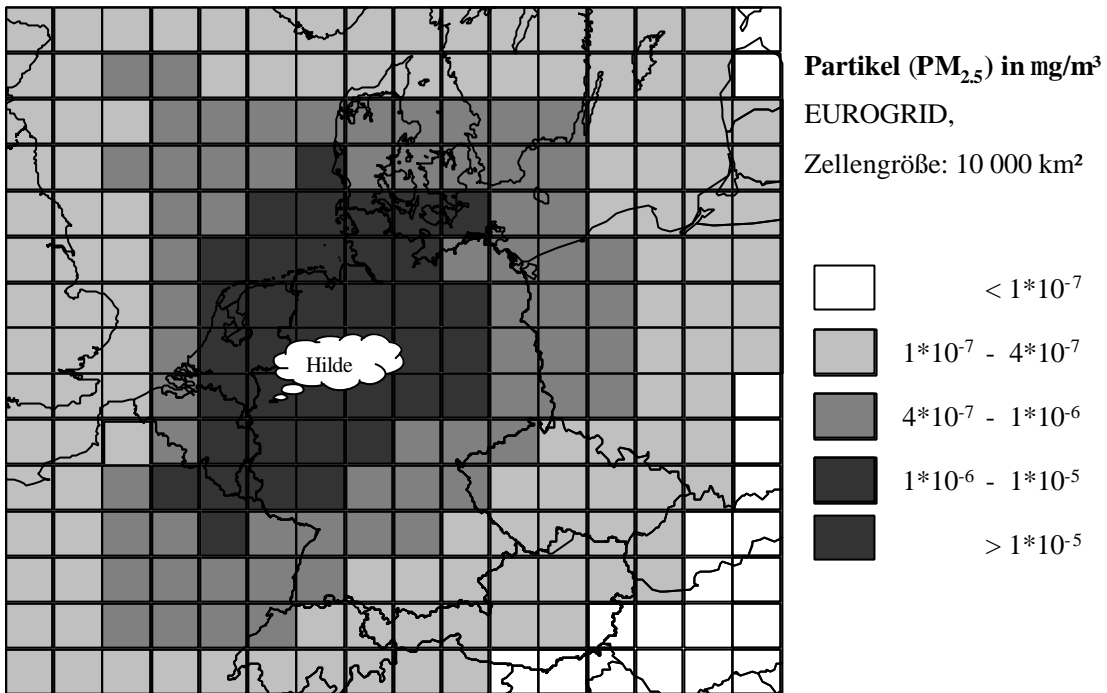 Partikel (PM2.5) in mg/m³
EUROGRID,
Zellengröße: 10 000 km²
< 1*10-7
1*10-7 - 4*10-7
4*10-7 - 1*10-6
1*10-6 - 1*10-5
> 1*10-5
Hilde